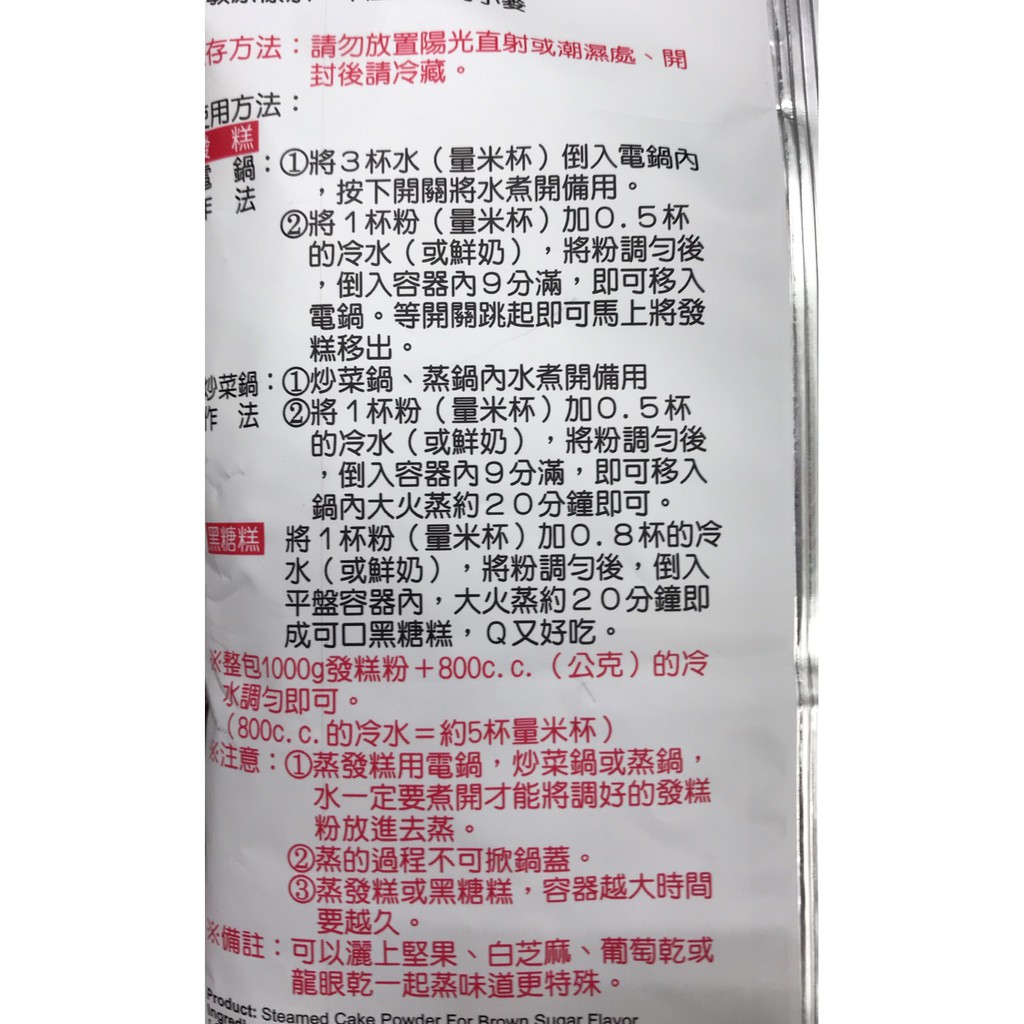 存方法：請勿放置陽光直射或潮濕處、開
封後請冷藏。
使用方法：
發 糕
電 鍋：①將３杯水（量米杯）倒入電鍋內
作 法 ，按下開關將水煮開備用。
②將１杯粉（量米杯）加０.５杯
的冷水（或鮮奶），將粉調勻後
，倒入容器內９分滿，即可移入
電鍋。等開關跳起即可馬上將發
糕移出。
炒菜鍋：①炒菜鍋、蒸鍋內水煮開備用
作 法 ②將１杯粉（量米杯）加０.５杯
的冷水（或鮮奶），將粉調勻後
，倒入容器內９分滿，即可移入
鍋內大火蒸約２０分鐘即可。
黑糖糕 將１杯粉（量米杯）加０.８杯的冷
水（或鮮奶），將粉調勻後，倒入
平盤容器內，大火蒸約２０分鐘即
成可口黑糖糕，Ｑ又好吃。
※整包1000g發糕粉＋800c.c.（公克）的冷
水調勻即可。
（800c.c.的冷水＝約5杯量米杯）
※注意：①蒸發糕用電鍋，炒菜鍋或蒸鍋，
水一定要煮開才能將調好的發糕
粉放進去蒸。
②蒸的過程不可掀鍋蓋。
③蒸發糕或黑糖糕，容器越大時間
要越久。
※備註：可以灑上堅果、白芝麻、葡萄乾或
龍眼乾一起蒸味道更特殊。
Product: Steamed Cake Powder For Brown Sugar Flavor